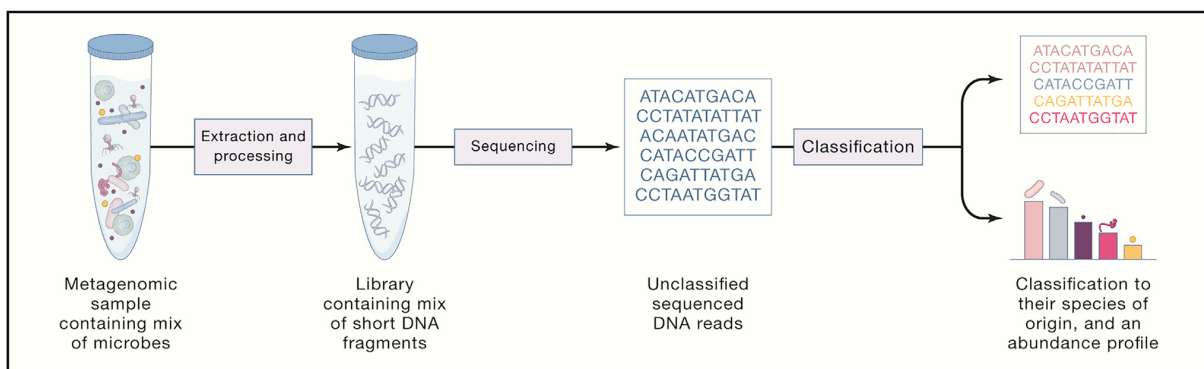 Extraction and
processing
Sequencing
ATACATGACA
CCTATATATTAT
ACAATATGAC
CATACCGATT
CAGATTATGA
CCTAATGGTAT
Classification
ATACATGACA
CCTATATATTAT
CATACCGATT
CAGATTATGA
CCTAATGGTAT
Metagenomic
sample
containing mix
of microbes
Library
containing mix
of short DNA
fragments
Unclassified
sequenced
DNA reads
Classification to
their species of
origin, and an
abundance profile